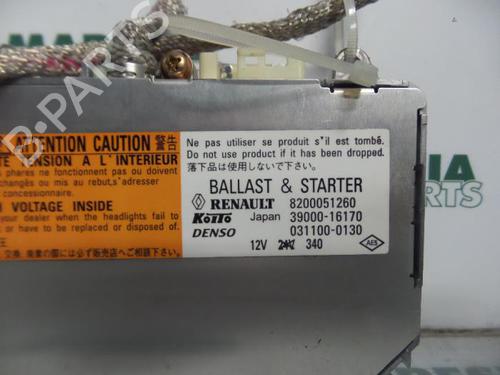 B-PARTS
ATTENTION CAUTION 警告
TE TENSION A L'INTERIEUR
phares ne fonctionnent pas ou doivent
changés ou mis au rebut, s'adresser
concessionnaire.
VOLTAGE INSIDE
your dealer when the headlights fail to
or need to be replaced or disposed of.
Ne pas utiliser se produit s'il est tombé.
Do not use product if it has been dropped.
落下品は使用しないで下さい。
BALLAST & STARTER
RENAULT 8200051260
KOITO Japan 39000-16170
DENSO 031100-0130
12V 340